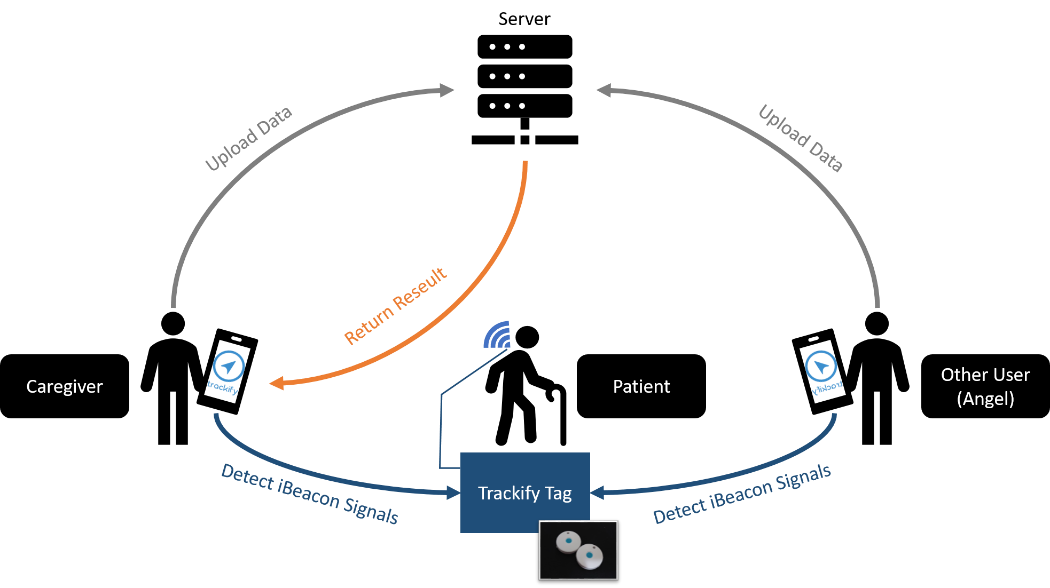 Server
Upload Data
Upload Data
Return Reseult
trackify
trackify
Caregiver
Patient
Other User
(Angel)
Detect iBeacon Signals
Trackify Tag
Detect iBeacon Signals